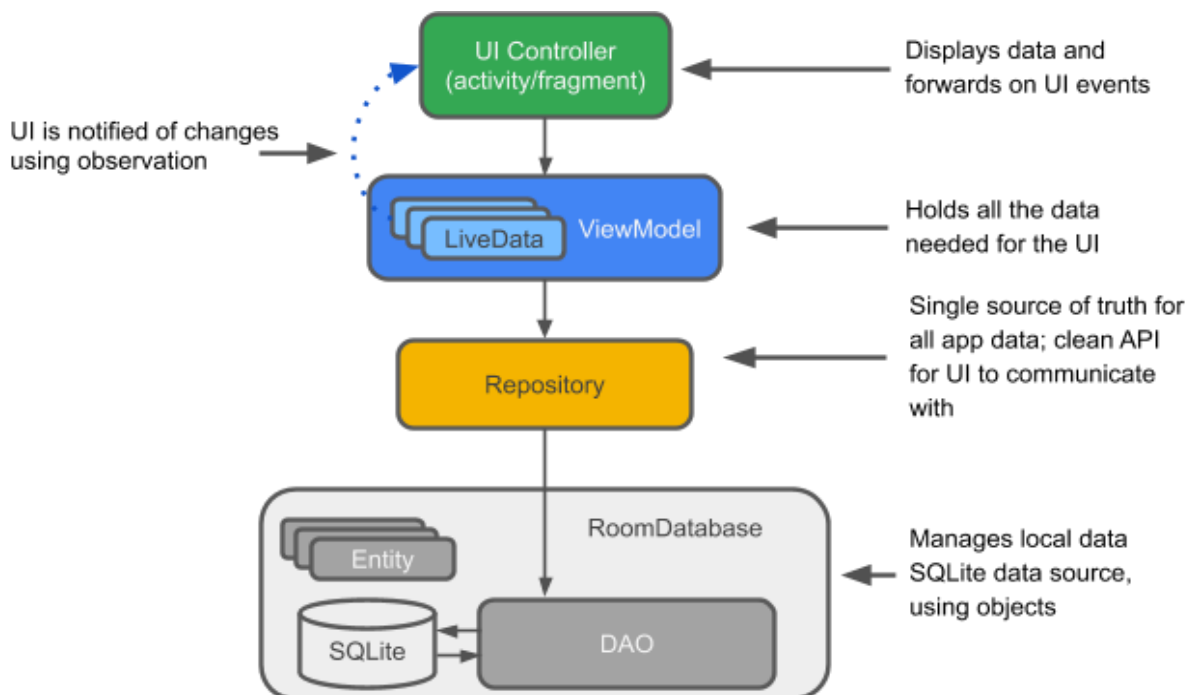 UI Controller
(activity/fragment)
Displays data and
forwards on UI events
UI is notified of changes
using observation
LiveData
ViewModel
Holds all the data
needed for the UI
Repository
Single source of truth for
all app data; clean API
for UI to communicate
with
RoomDatabase
Entity
SQLite
DAO
Manages local data
SQLite data source,
using objects